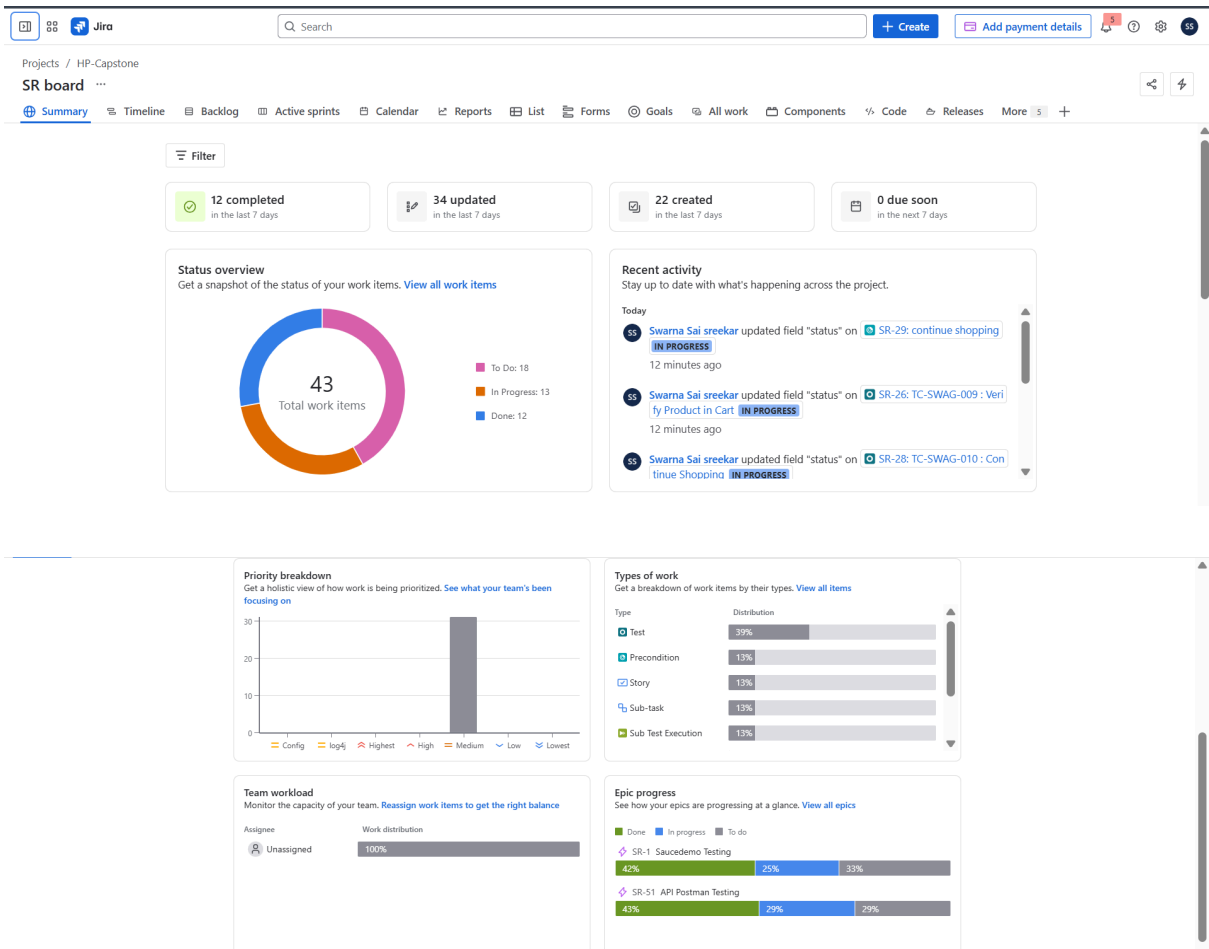 Jira
Search
+ Create
Add payment details
5
SS
Projects / HP-Capstone
SR board ...
Summary Timeline Backlog Active sprints Calendar Reports List Forms Goals All work Components Code Releases More 5 +
Filter
12 completed
in the last 7 days
34 updated
in the last 7 days
22 created
in the last 7 days
0 due soon
in the next 7 days
Status overview
Get a snapshot of the status of your work items. View all work items
43
Total work items
To Do: 18
In Progress: 13
Done: 12
Recent activity
Stay up to date with what's happening across the project.
Today
SS
Swarna Sai sreekar updated field "status" on SR-29: continue shopping
IN PROGRESS
12 minutes ago
SS
Swarna Sai sreekar updated field "status" on SR-26: TC-SWAG-009 : Veri
fy Product in Cart IN PROGRESS
12 minutes ago
SS
Swarna Sai sreekar updated field "status" on SR-28: TC-SWAG-010 : Con
tinue Shopping IN PROGRESS
Priority breakdown
Get a holistic view of how work is being prioritized. See what your team's been
focusing on
30
20
10
0
Config log4j Highest High Medium Low Lowest
Types of work
Get a breakdown of work items by their types. View all items
Type Distribution
Test 39%
Precondition 13%
Story 13%
Sub-task 13%
Sub Test Execution 13%
Team workload
Monitor the capacity of your team. Reassign work items to get the right balance
Assignee Work distribution
Unassigned 100%
Epic progress
See how your epics are progressing at a glance. View all epics
Done In progress To do
SR-1 Saucedemo Testing
42% 25% 33%
SR-51 API Postman Testing
43% 29% 29%